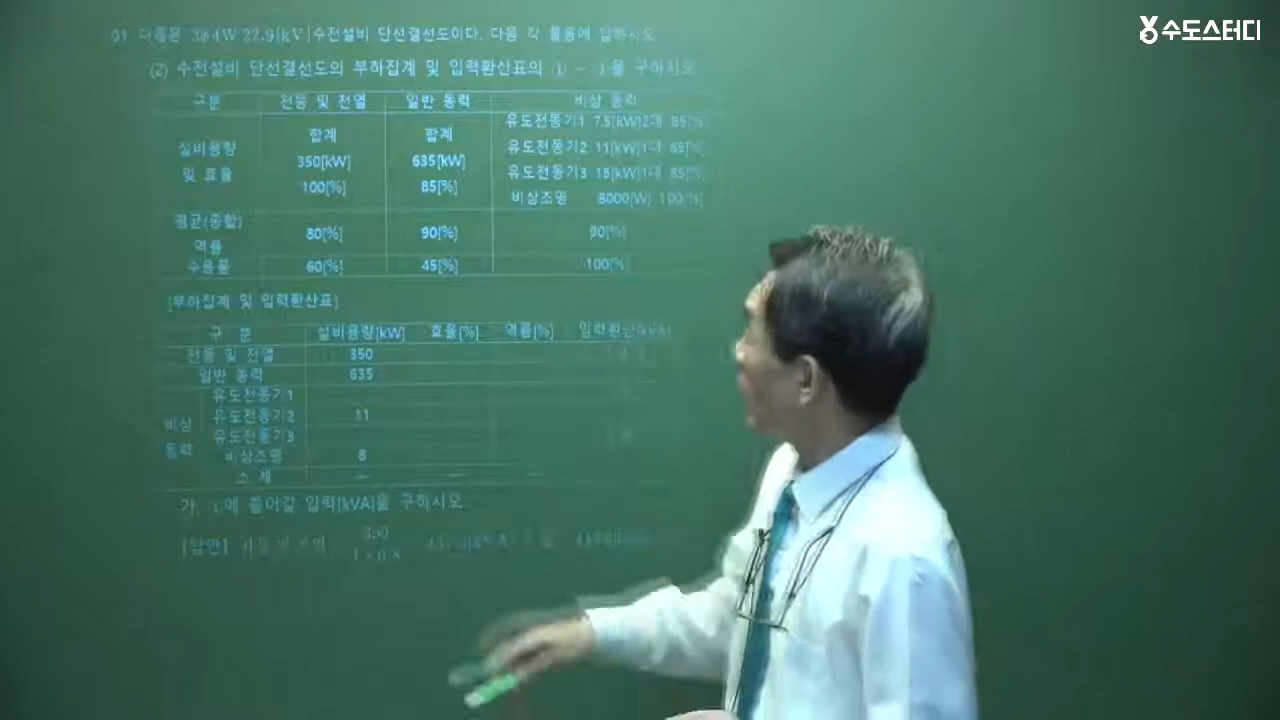 수도스터디
01. 다음은 3φ4W 22.9[kV] 수전설비 단선결선도이다. 다음 각 물음에 답하시오
(2) 수전설비 단선결선도의 부하집계 및 입력환산표의 을 구하시오
구분 전등 및 전열 일반 동력 비상 동력
설비용량 및 효율 합계 350[kW] 100[%] 합계 635[kW] 85[%] 유도전동기1 7.5[kW]2대 85[%]
유도전동기2 11[kW]1대 85[%]
유도전동기3 15[kW]1대 85[%]
비상조명 8000[W] 100[%]
평균(종합) 역률 80[%] 90[%] 90[%]
수용률 60[%] 45[%] 100[%]
[부하집계 및 입력환산표]
구 분 설비용량[kW] 효율[%] 역률[%] 입력환산[kVA]
전등 및 전열 350
일반 동력 635
비상 동력
유도전동기1
유도전동기2 11
유도전동기3
비상조명 8
소 계 — — —
가. 에 들어갈 입력[kVA]을 구하시오
[답안]